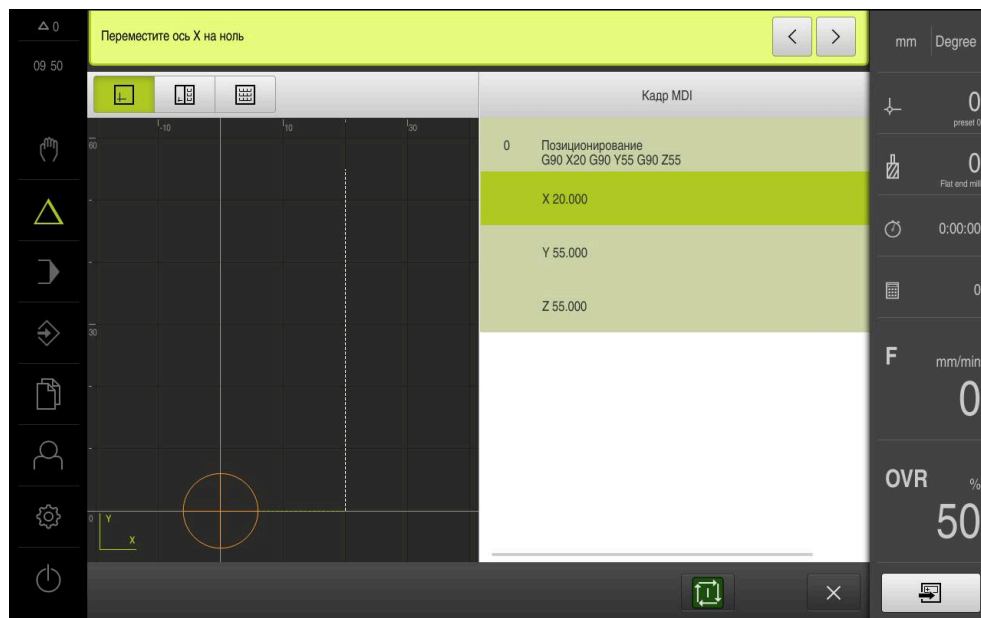 0
Переместите ось X на ноль
mm
Degree
09 50
Кадр MDI
-10
10
30
60
30
0
Y
X
0 Позиционирование
G90 X20 G90 Y55 G90 Z55
X 20.000
Y 55.000
Z 55.000
0
preset 0
0
Flat end mill
0:00:00
0
F
mm/min
0
OVR
%
50